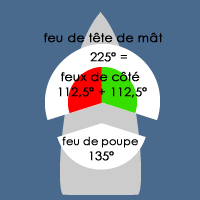 feu de tête de mât
225° =
feux de côté
112,5° + 112,5°
feu de poupe
135°